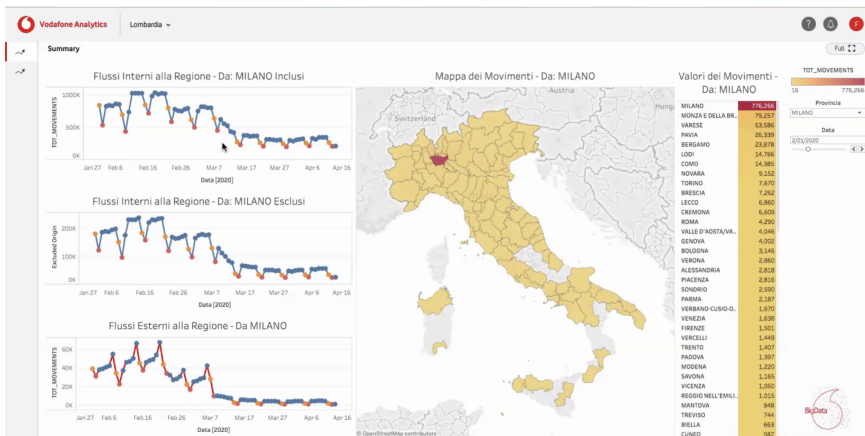 Vodafone Analytics
Lombardia
?
F
Summary
Full
Flussi Interni alla Regione - Da: MILANO Inclusi
TOT_MOVEMENTS
1000K
500K
0K
Jan 27 Feb 6 Feb 16 Feb 26 Mar 7 Mar 17 Mar 27 Apr 6 Apr 16
Data [2020]
Flussi Interni alla Regione - Da: MILANO Esclusi
Excluded Origin
200K
100K
0K
Jan 27 Feb 6 Feb 16 Feb 26 Mar 7 Mar 17 Mar 27 Apr 6 Apr 16
Data [2020]
Flussi Esterni alla Regione - Da MILANO
TOT_MOVEMENTS
60K
40K
20K
0K
Jan 27 Feb 6 Feb 16 Feb 26 Mar 7 Mar 17 Mar 27 Apr 6 Apr 16
Data [2020]
Mappa dei Movimenti - Da: MILANO
Austria
Switzerland
Hung
© OpenStreetMap contributors
Valori dei Movimenti -
Da: MILANO
MILANO 776,266
MONZA E DELLA BR.. 79,257
VARESE 53,586
PAVIA 26,339
BERGAMO 23,878
LODI 14,766
COMO 14,385
NOVARA 9,152
TORINO 7,670
BRESCIA 7,262
LECCO 6,860
CREMONA 6,609
ROMA 4,290
VALLE D'AOSTA/VA.. 4,046
GENOVA 4,002
BOLOGNA 3,146
VERONA 2,860
ALESSANDRIA 2,818
PIACENZA 2,816
SONDRIO 2,590
PARMA 2,187
VERBANO-CUSIO-O.. 1,670
VENEZIA 1,638
FIRENZE 1,501
VERCELLI 1,449
TRENTO 1,407
PADOVA 1,397
MODENA 1,220
SAVONA 1,165
VICENZA 1,060
REGGIO NELL'EMILI.. 1,015
MANTOVA 948
TREVISO 744
BIELLA 663
CUNEO 587
TOT_MOVEMENTS
16 776,266
Provincia
MILANO
Data
2/21/2020
BigData